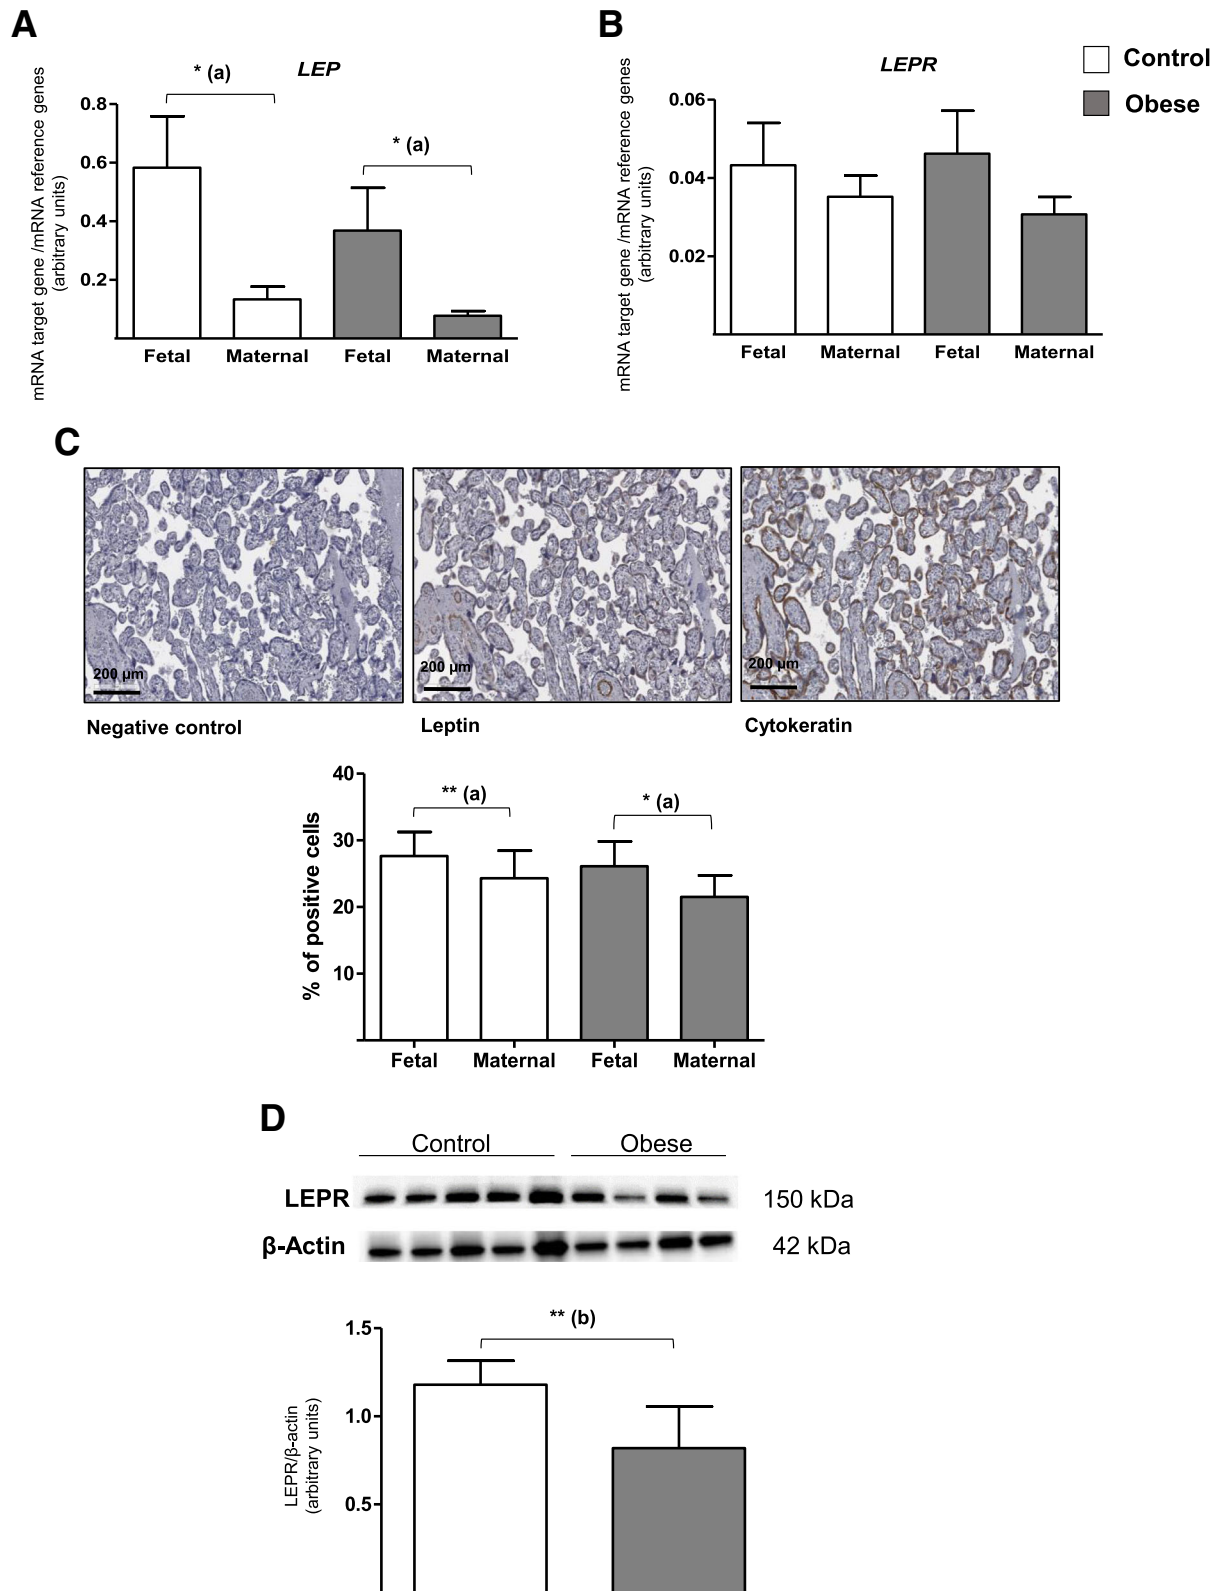 A
B
LEP
LEPR
Control
Obese
* (a)
* (a)
mRNA target gene /mRNA reference genes
(arbitrary units)
0.8
0.6
0.4
0.2
Fetal Maternal Fetal Maternal
mRNA target gene /mRNA reference genes
(arbitrary units)
0.06
0.04
0.02
Fetal Maternal Fetal Maternal
C
200 µm
200 µm
200 µm
Negative control
Leptin
Cytokeratin
% of positive cells
40
30
20
10
** (a)
* (a)
Fetal Maternal Fetal Maternal
D
Control Obese
LEPR 150 kDa
β-Actin 42 kDa
LEPR/β-actin
(arbitrary units)
1.5
1.0
0.5
** (b)